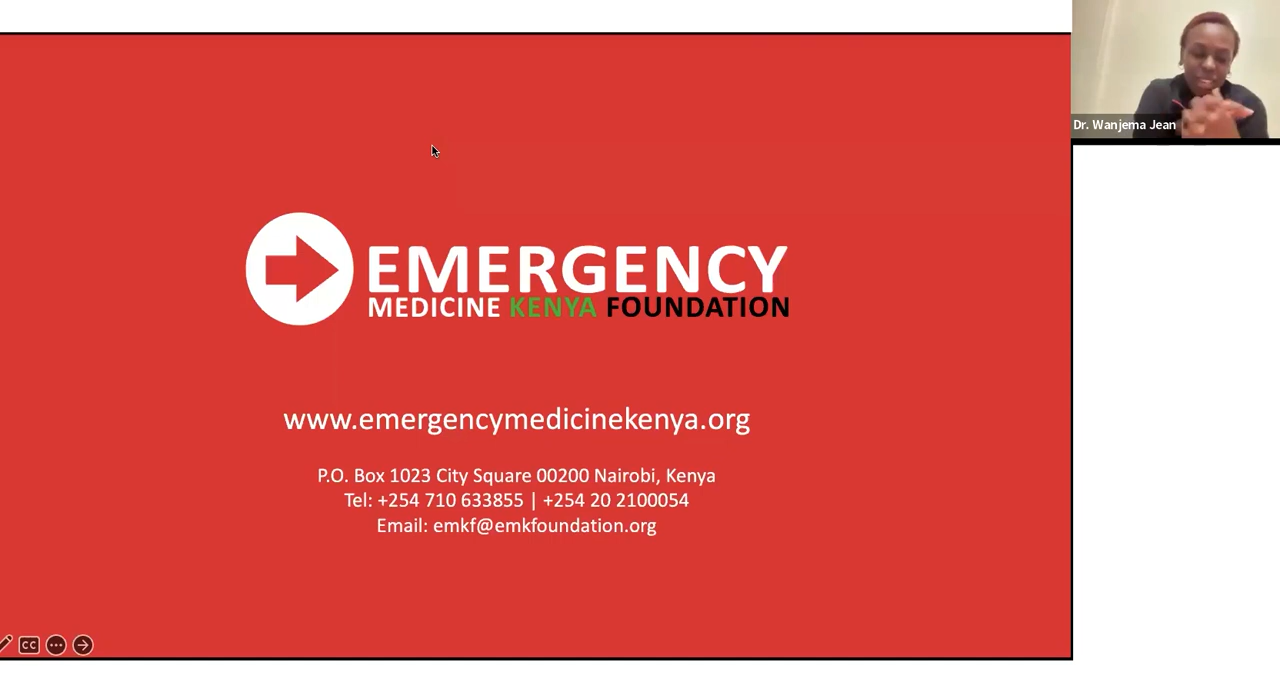 Dr. Wanjema Jean
EMERGENCY
MEDICINE KENYA FOUNDATION
www.emergencymedicinekenya.org
P.O. Box 1023 City Square 00200 Nairobi, Kenya
Tel: +254 710 633855 | +254 20 2100054
Email: emkf@emkfoundation.org
CC